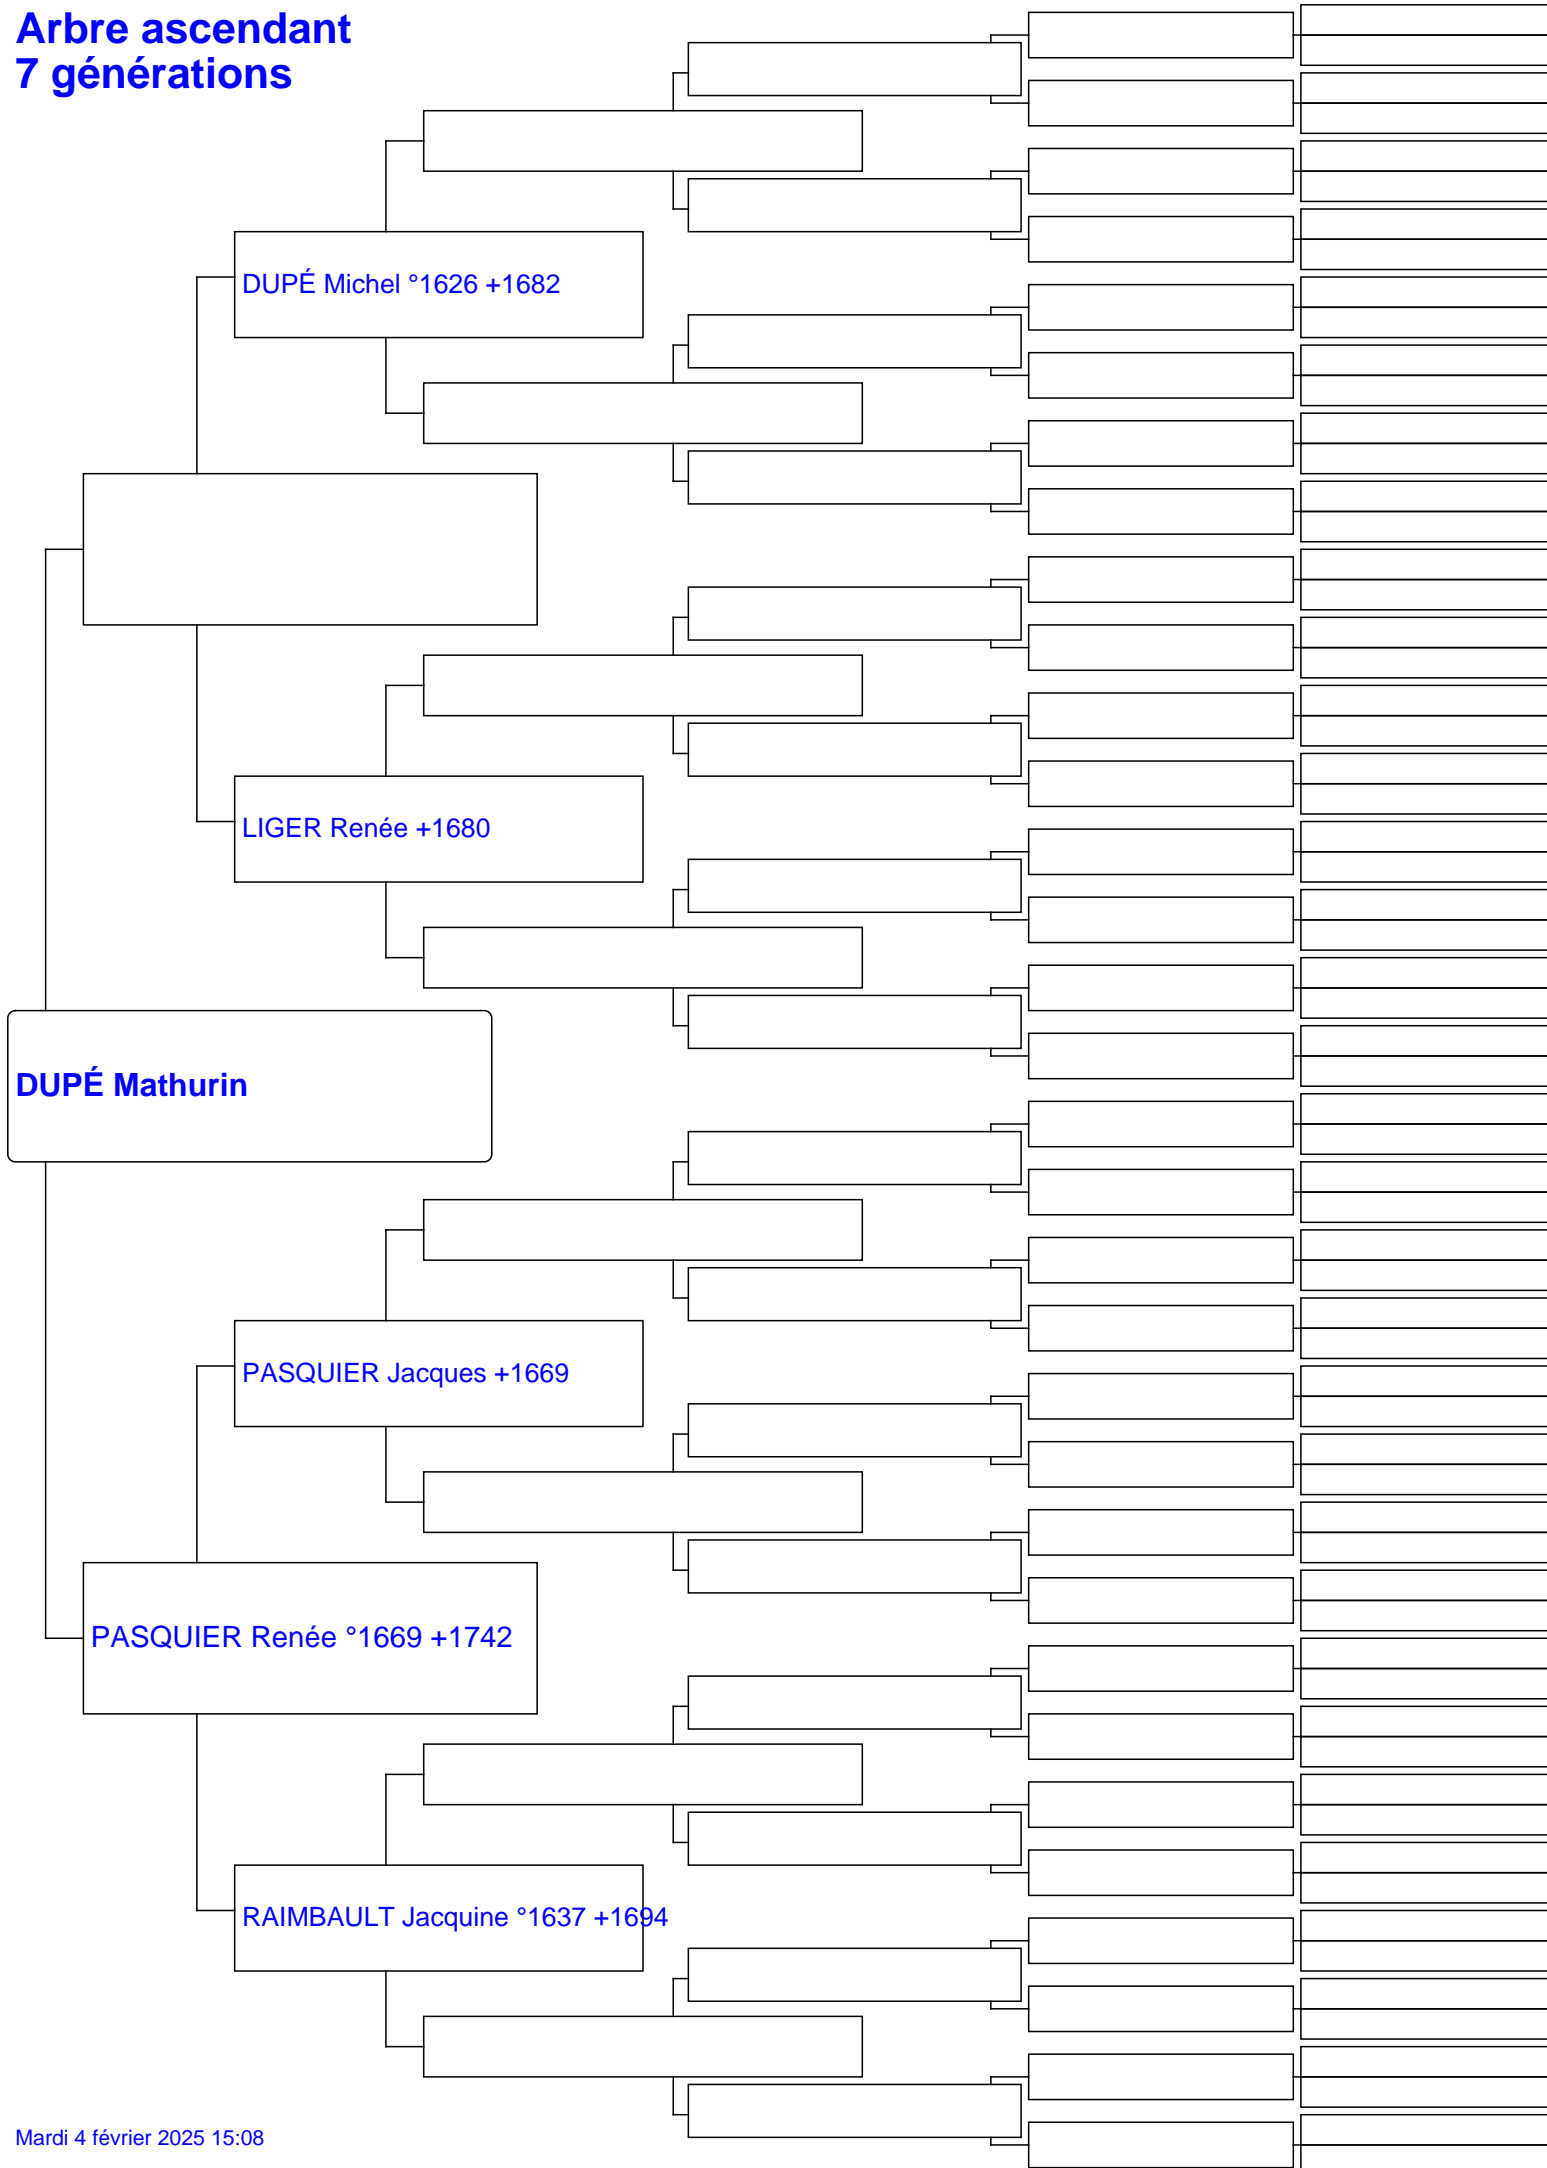 Arbre ascendant
7 générations
DUPÉ Michel °1626 +1682
LIGER Renée +1680
DUPÉ Mathurin
PASQUIER Jacques +1669
PASQUIER Renée °1669 +1742
RAIMBAULT Jacquine °1637 +1694
Mardi 4 février 2025 15:08